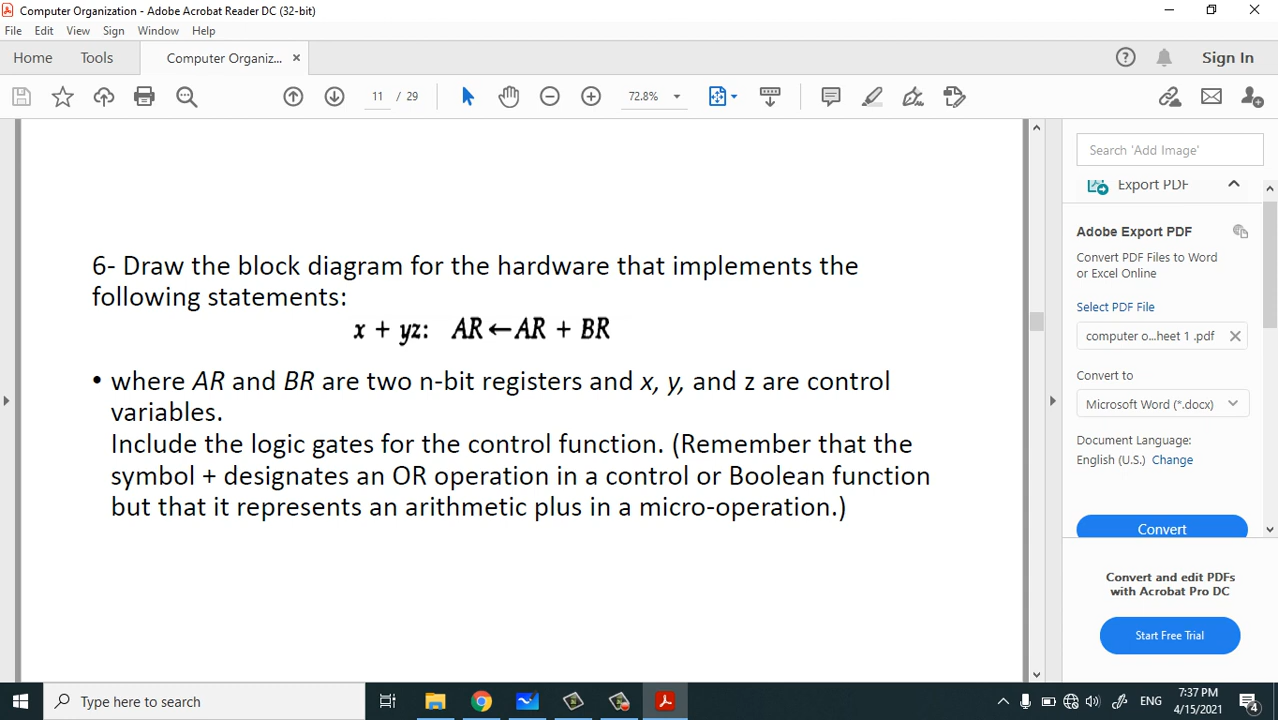 Computer Organization - Adobe Acrobat Reader DC (32-bit)
File Edit View Sign Window Help
Home Tools Computer Organiz... × Sign In
11 / 29 72.8%
Search 'Add Image'
Export PDF
Adobe Export PDF
Convert PDF Files to Word
or Excel Online
Select PDF File
computer o...heet 1 .pdf
Convert to
Microsoft Word (*.docx)
Document Language:
English (U.S.) Change
Convert
Convert and edit PDFs
with Acrobat Pro DC
Start Free Trial
6- Draw the block diagram for the hardware that implements the
following statements:
x + yz: AR ← AR + BR
• where AR and BR are two n-bit registers and x, y, and z are control
variables.
Include the logic gates for the control function. (Remember that the
symbol + designates an OR operation in a control or Boolean function
but that it represents an arithmetic plus in a micro-operation.)
Type here to search
ENG
7:37 PM
4/15/2021
4